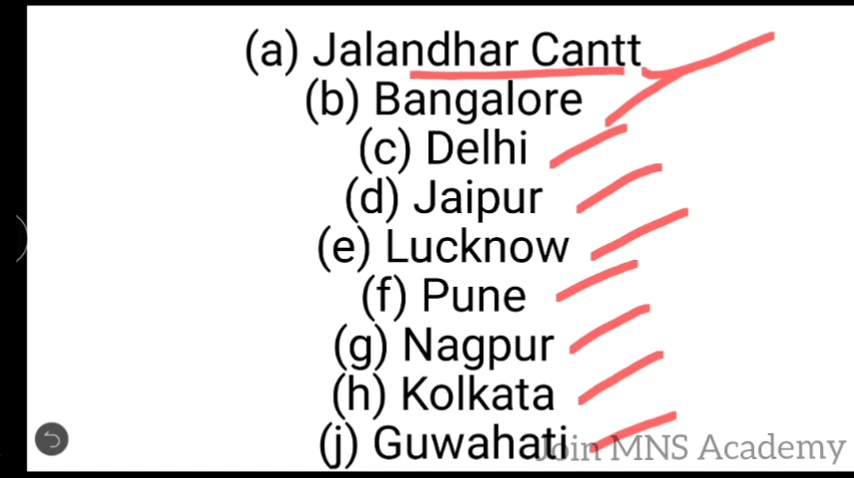 (a) Jalandhar Cantt
(b) Bangalore
(c) Delhi
(d) Jaipur
(e) Lucknow
(f) Pune
(g) Nagpur
(h) Kolkata
(j) Guwahati
Join MNS Academy